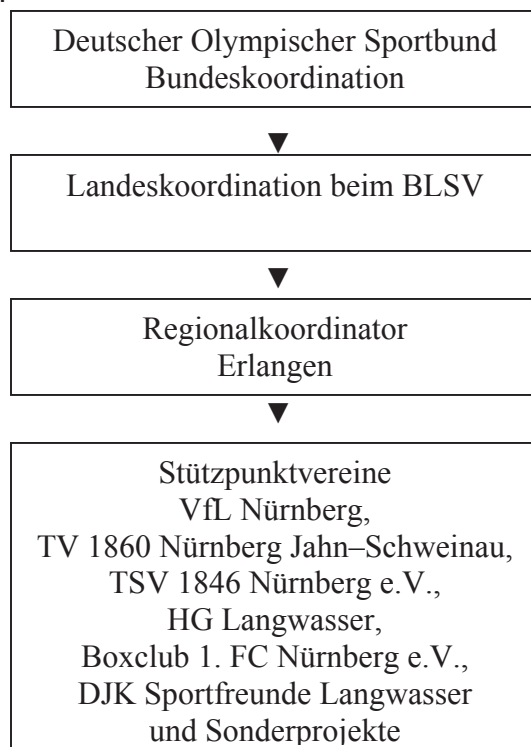 Deutscher Olympischer Sportbund
Bundeskoordination
Landeskoordination beim BLSV
Regionalkoordinator
Erlangen
Stützpunktvereine
VfL Nürnberg,
TV 1860 Nürnberg Jahn–Schweinau,
TSV 1846 Nürnberg e.V.,
HG Langwasser,
Boxclub 1. FC Nürnberg e.V.,
DJK Sportfreunde Langwasser
und Sonderprojekte